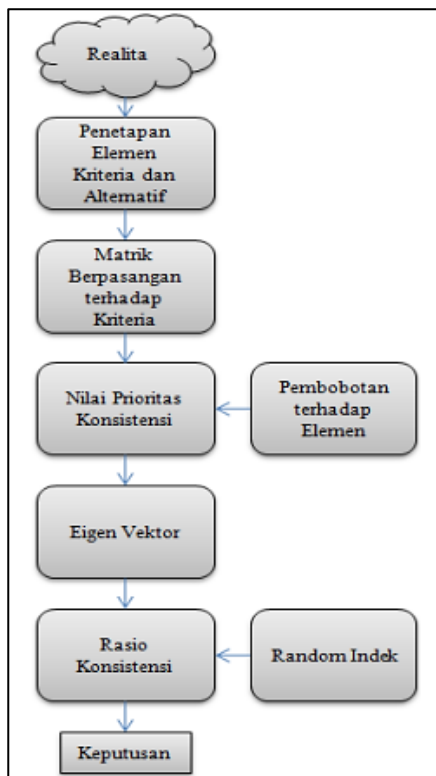 Realita
Penetapan
Elemen
Kriteria dan
Alternatif
Matrik
Berpasangan
terhadap
Kriteria
Nilai Prioritas
Konsistensi
Pembobotan
terhadap
Elemen
Eigen Vektor
Rasio
Konsistensi
Random Indek
Keputusan